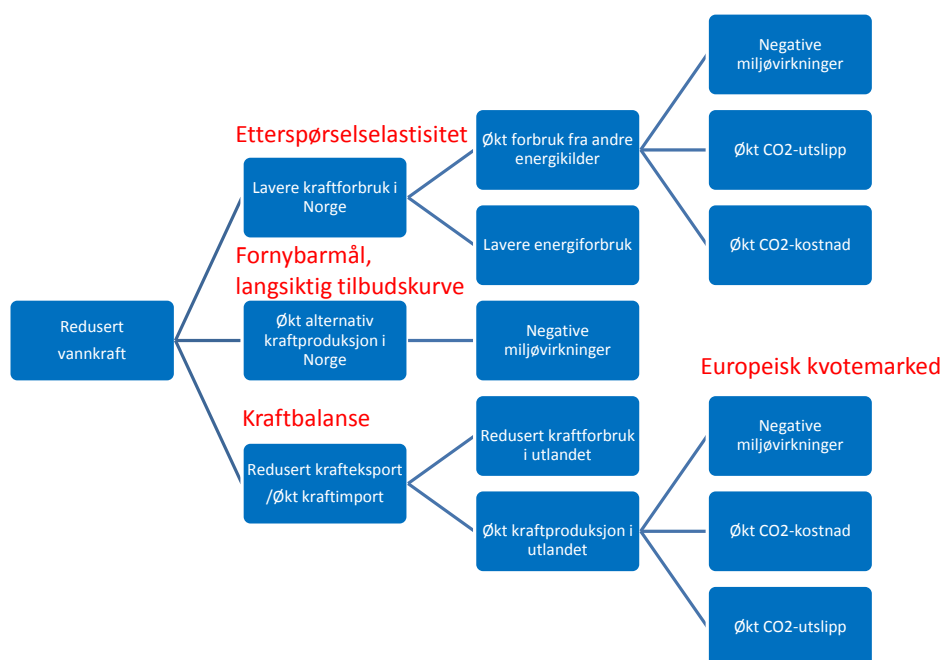 Negative
miljøvirkninger
Etterspørselselastisitet
Økt forbruk fra andre
energikilder
Økt CO2-utslipp
Lavere kraftforbruk i
Norge
Lavere energiforbruk
Økt CO2-kostnad
Fornybarmål,
langsiktig tilbudskurve
Redusert
vannkraft
Økt alternativ
kraftproduksjon i
Norge
Negative
miljøvirkninger
Europeisk kvotemarked
Kraftbalanse
Redusert kraftforbruk
i utlandet
Negative
miljøvirkninger
Redusert krafteksport
/Økt kraftimport
Økt kraftproduksjon i
utlandet
Økt CO2-kostnad
Økt CO2-utslipp